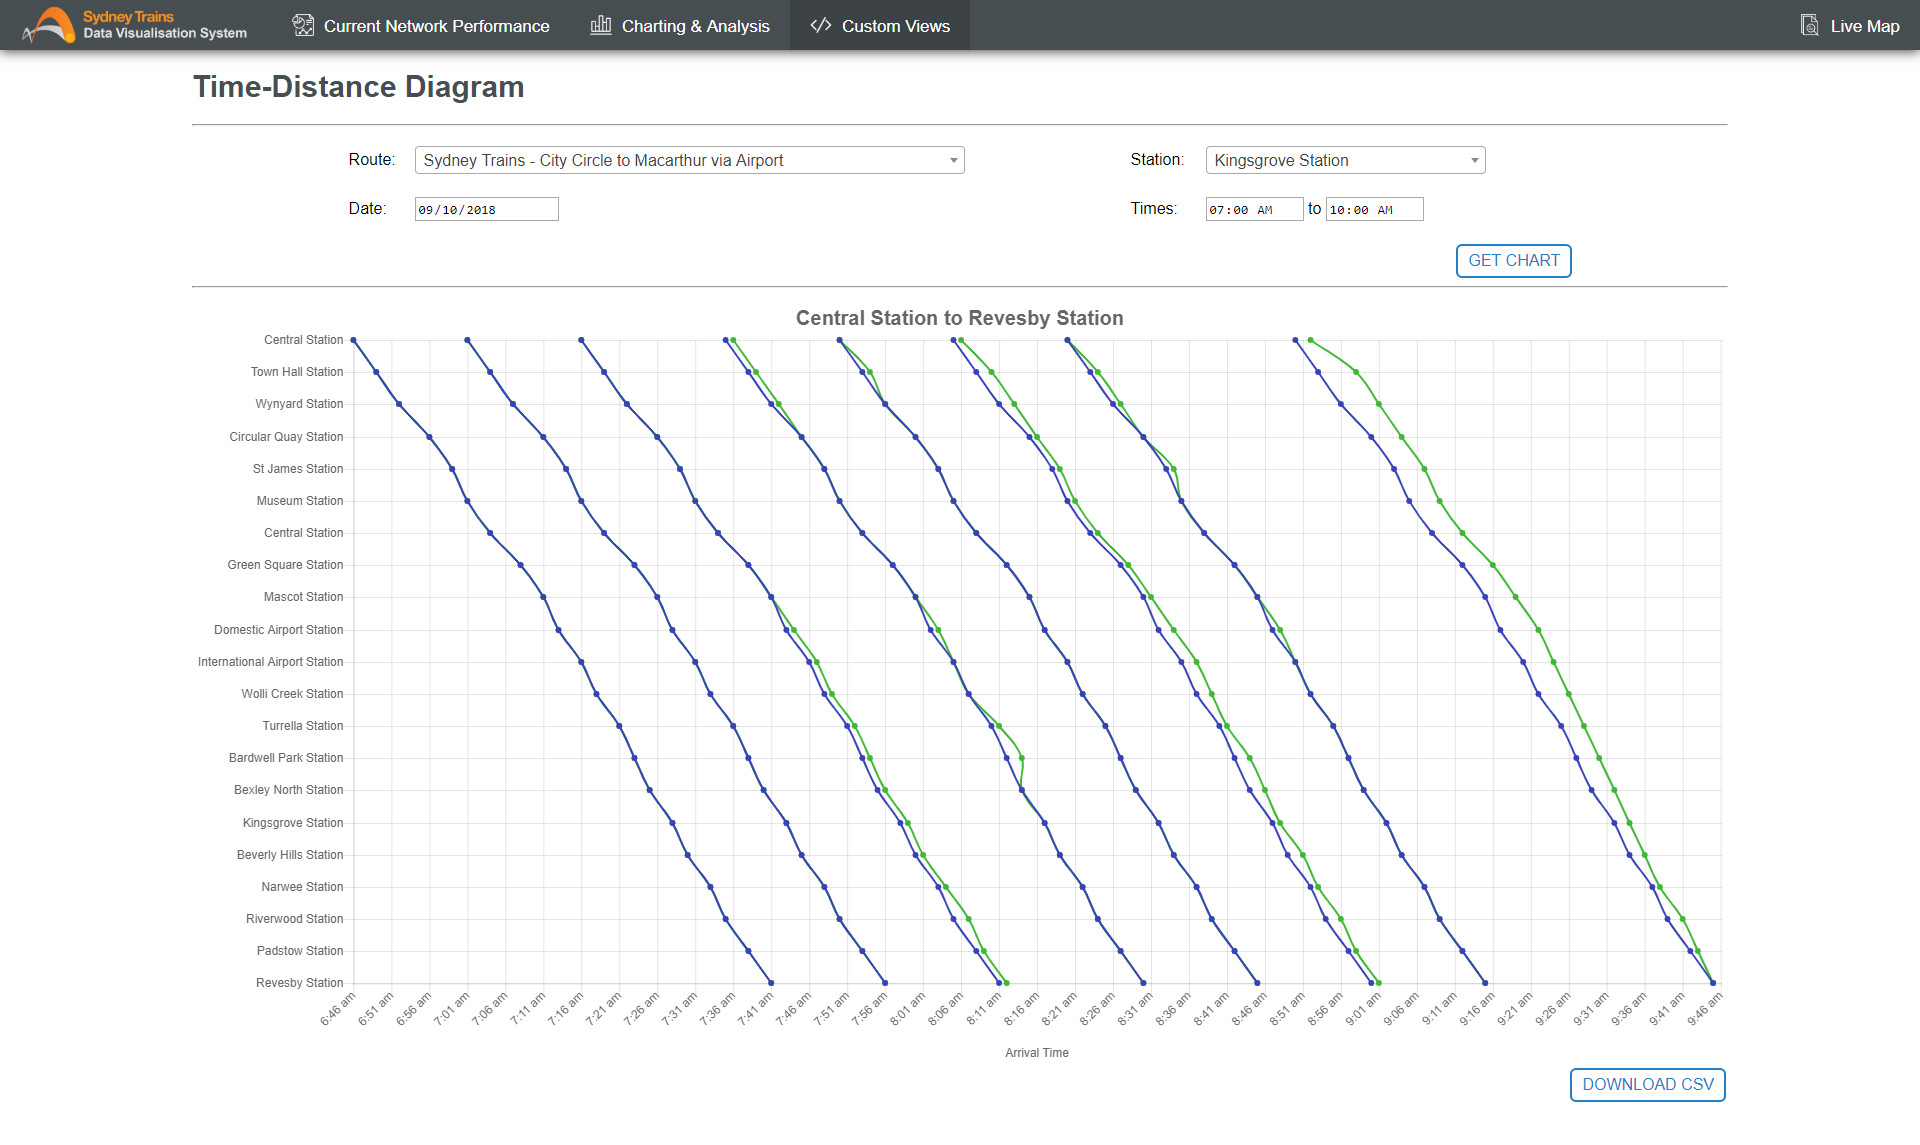 Sydney Trains
Data Visualisation System
Current Network Performance
Charting & Analysis
Custom Views
Live Map
Time-Distance Diagram
Route: Sydney Trains - City Circle to Macarthur via Airport
Station: Kingsgrove Station
Date: 09/10/2018
Times: 07:00 AM to 10:00 AM
GET CHART
Central Station to Revesby Station
Central Station
Town Hall Station
Wynyard Station
Circular Quay Station
St James Station
Museum Station
Central Station
Green Square Station
Mascot Station
Domestic Airport Station
International Airport Station
Wolli Creek Station
Turrella Station
Bardwell Park Station
Bexley North Station
Kingsgrove Station
Beverly Hills Station
Narwee Station
Riverwood Station
Padstow Station
Revesby Station
6:46 am
6:51 am
6:56 am
7:01 am
7:06 am
7:11 am
7:16 am
7:21 am
7:26 am
7:31 am
7:36 am
7:41 am
7:46 am
7:51 am
7:56 am
8:01 am
8:06 am
8:11 am
8:16 am
8:21 am
8:26 am
8:31 am
8:36 am
8:41 am
8:46 am
8:51 am
8:56 am
9:01 am
9:06 am
9:11 am
9:16 am
9:21 am
9:26 am
9:31 am
9:36 am
9:41 am
9:46 am
Arrival Time
DOWNLOAD CSV